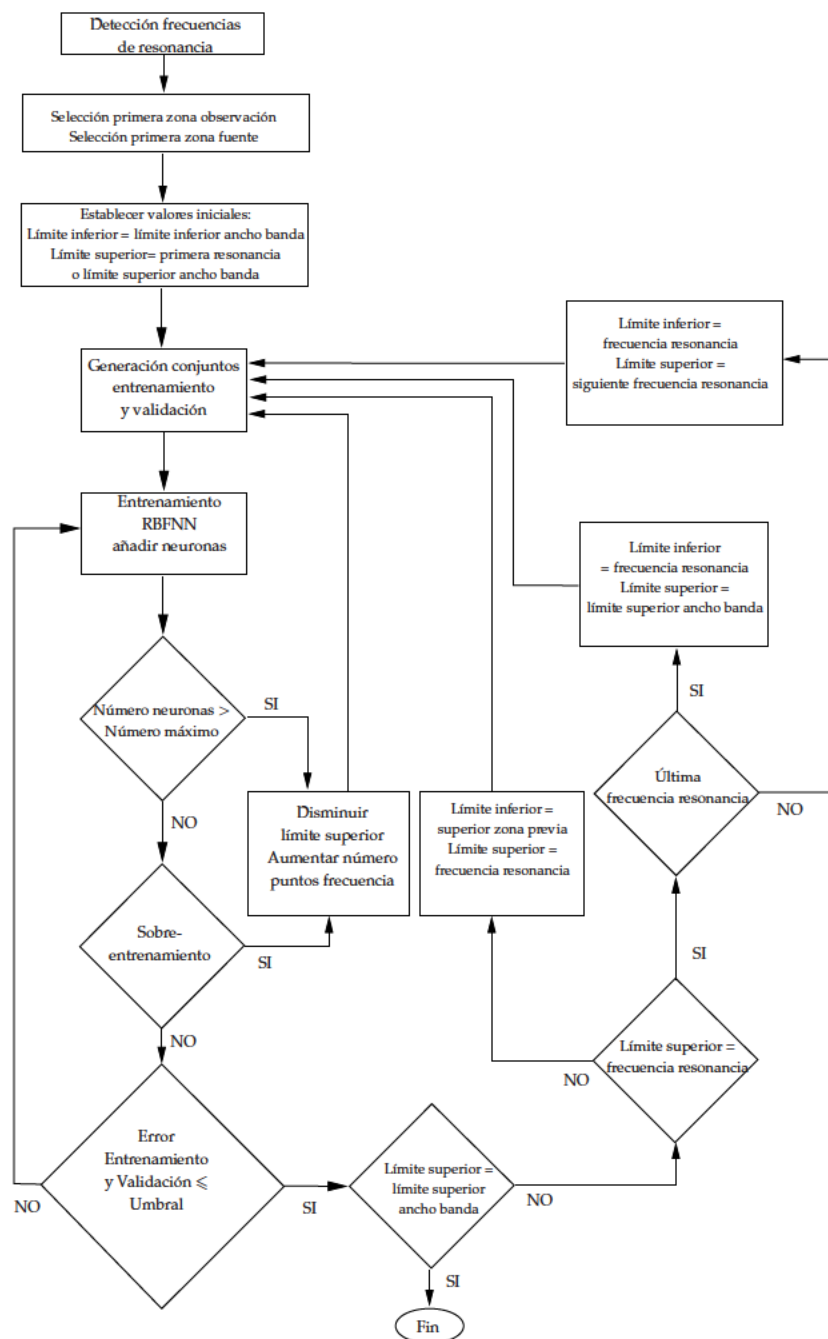 Detección frecuencias
de resonancia
Selección primera zona observación
Selección primera zona fuente
Establecer valores iniciales:
Límite inferior = límite inferior ancho banda
Límite superior= primera resonancia
o límite superior ancho banda
Generación conjuntos
entrenamiento
y validación
Límite inferior =
frecuencia resonancia
Límite superior =
siguiente frecuencia resonancia
Entrenamiento
RBFNN
añadir neuronas
Límite inferior
= frecuencia resonancia
Límite superior =
límite superior ancho banda
Número neuronas >
Número máximo
SI
NO
SI
Última
frecuencia resonancia
NO
Disminuir
límite superior
Aumentar número
puntos frecuencia
Límite inferior =
superior zona previa
Límite superior =
frecuencia resonancia
Sobre-
entrenamiento
SI
NO
SI
Límite superior =
frecuencia resonancia
NO
Error
Entrenamiento
y Validación ⩽
Umbral
NO
SI
Límite superior =
límite superior
ancho banda
NO
SI
Fin